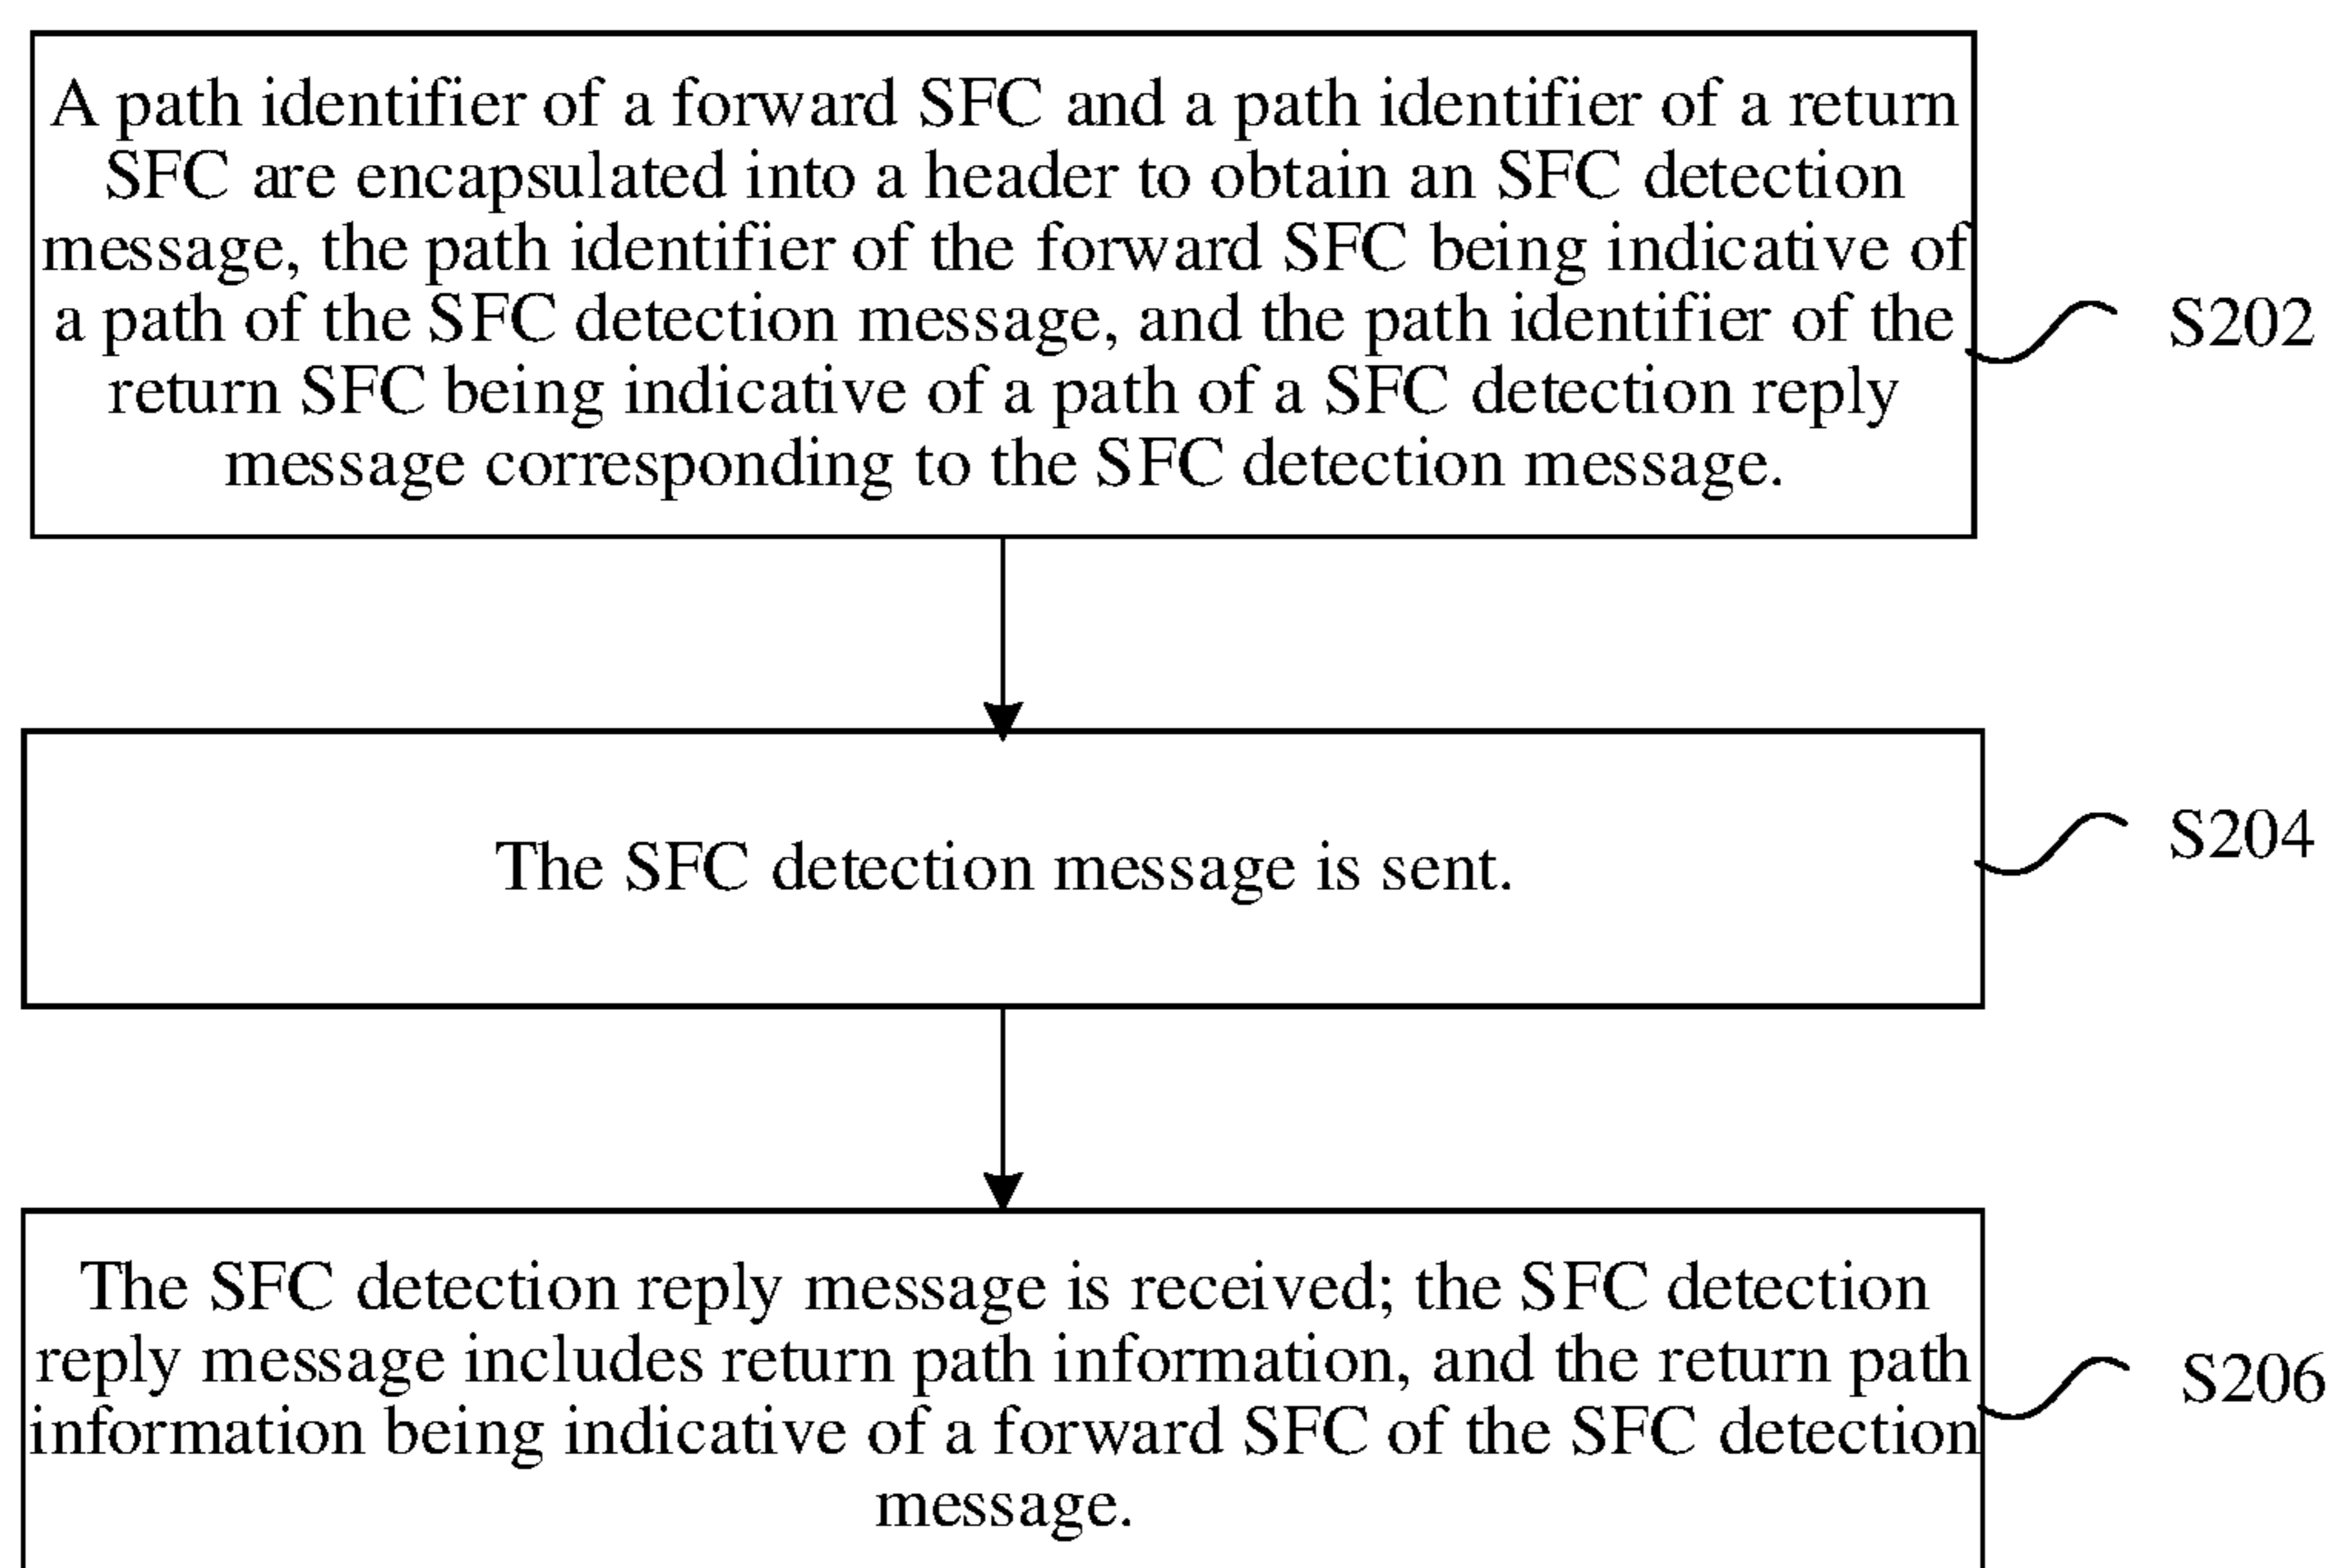 A path identifier of a forward SFC and a path identifier of a return
SFC are encapsulated into a header to obtain an SFC detection
message, the path identifier of the forward SFC being indicative of
a path of the SFC detection message, and the path identifier of the
return SFC being indicative of a path of a SFC detection reply
message corresponding to the SFC detection message.
S202
The SFC detection message is sent.
S204
The SFC detection reply message is received; the SFC detection
reply message includes return path information, and the return path
information being indicative of a forward SFC of the SFC detection
message.
S206